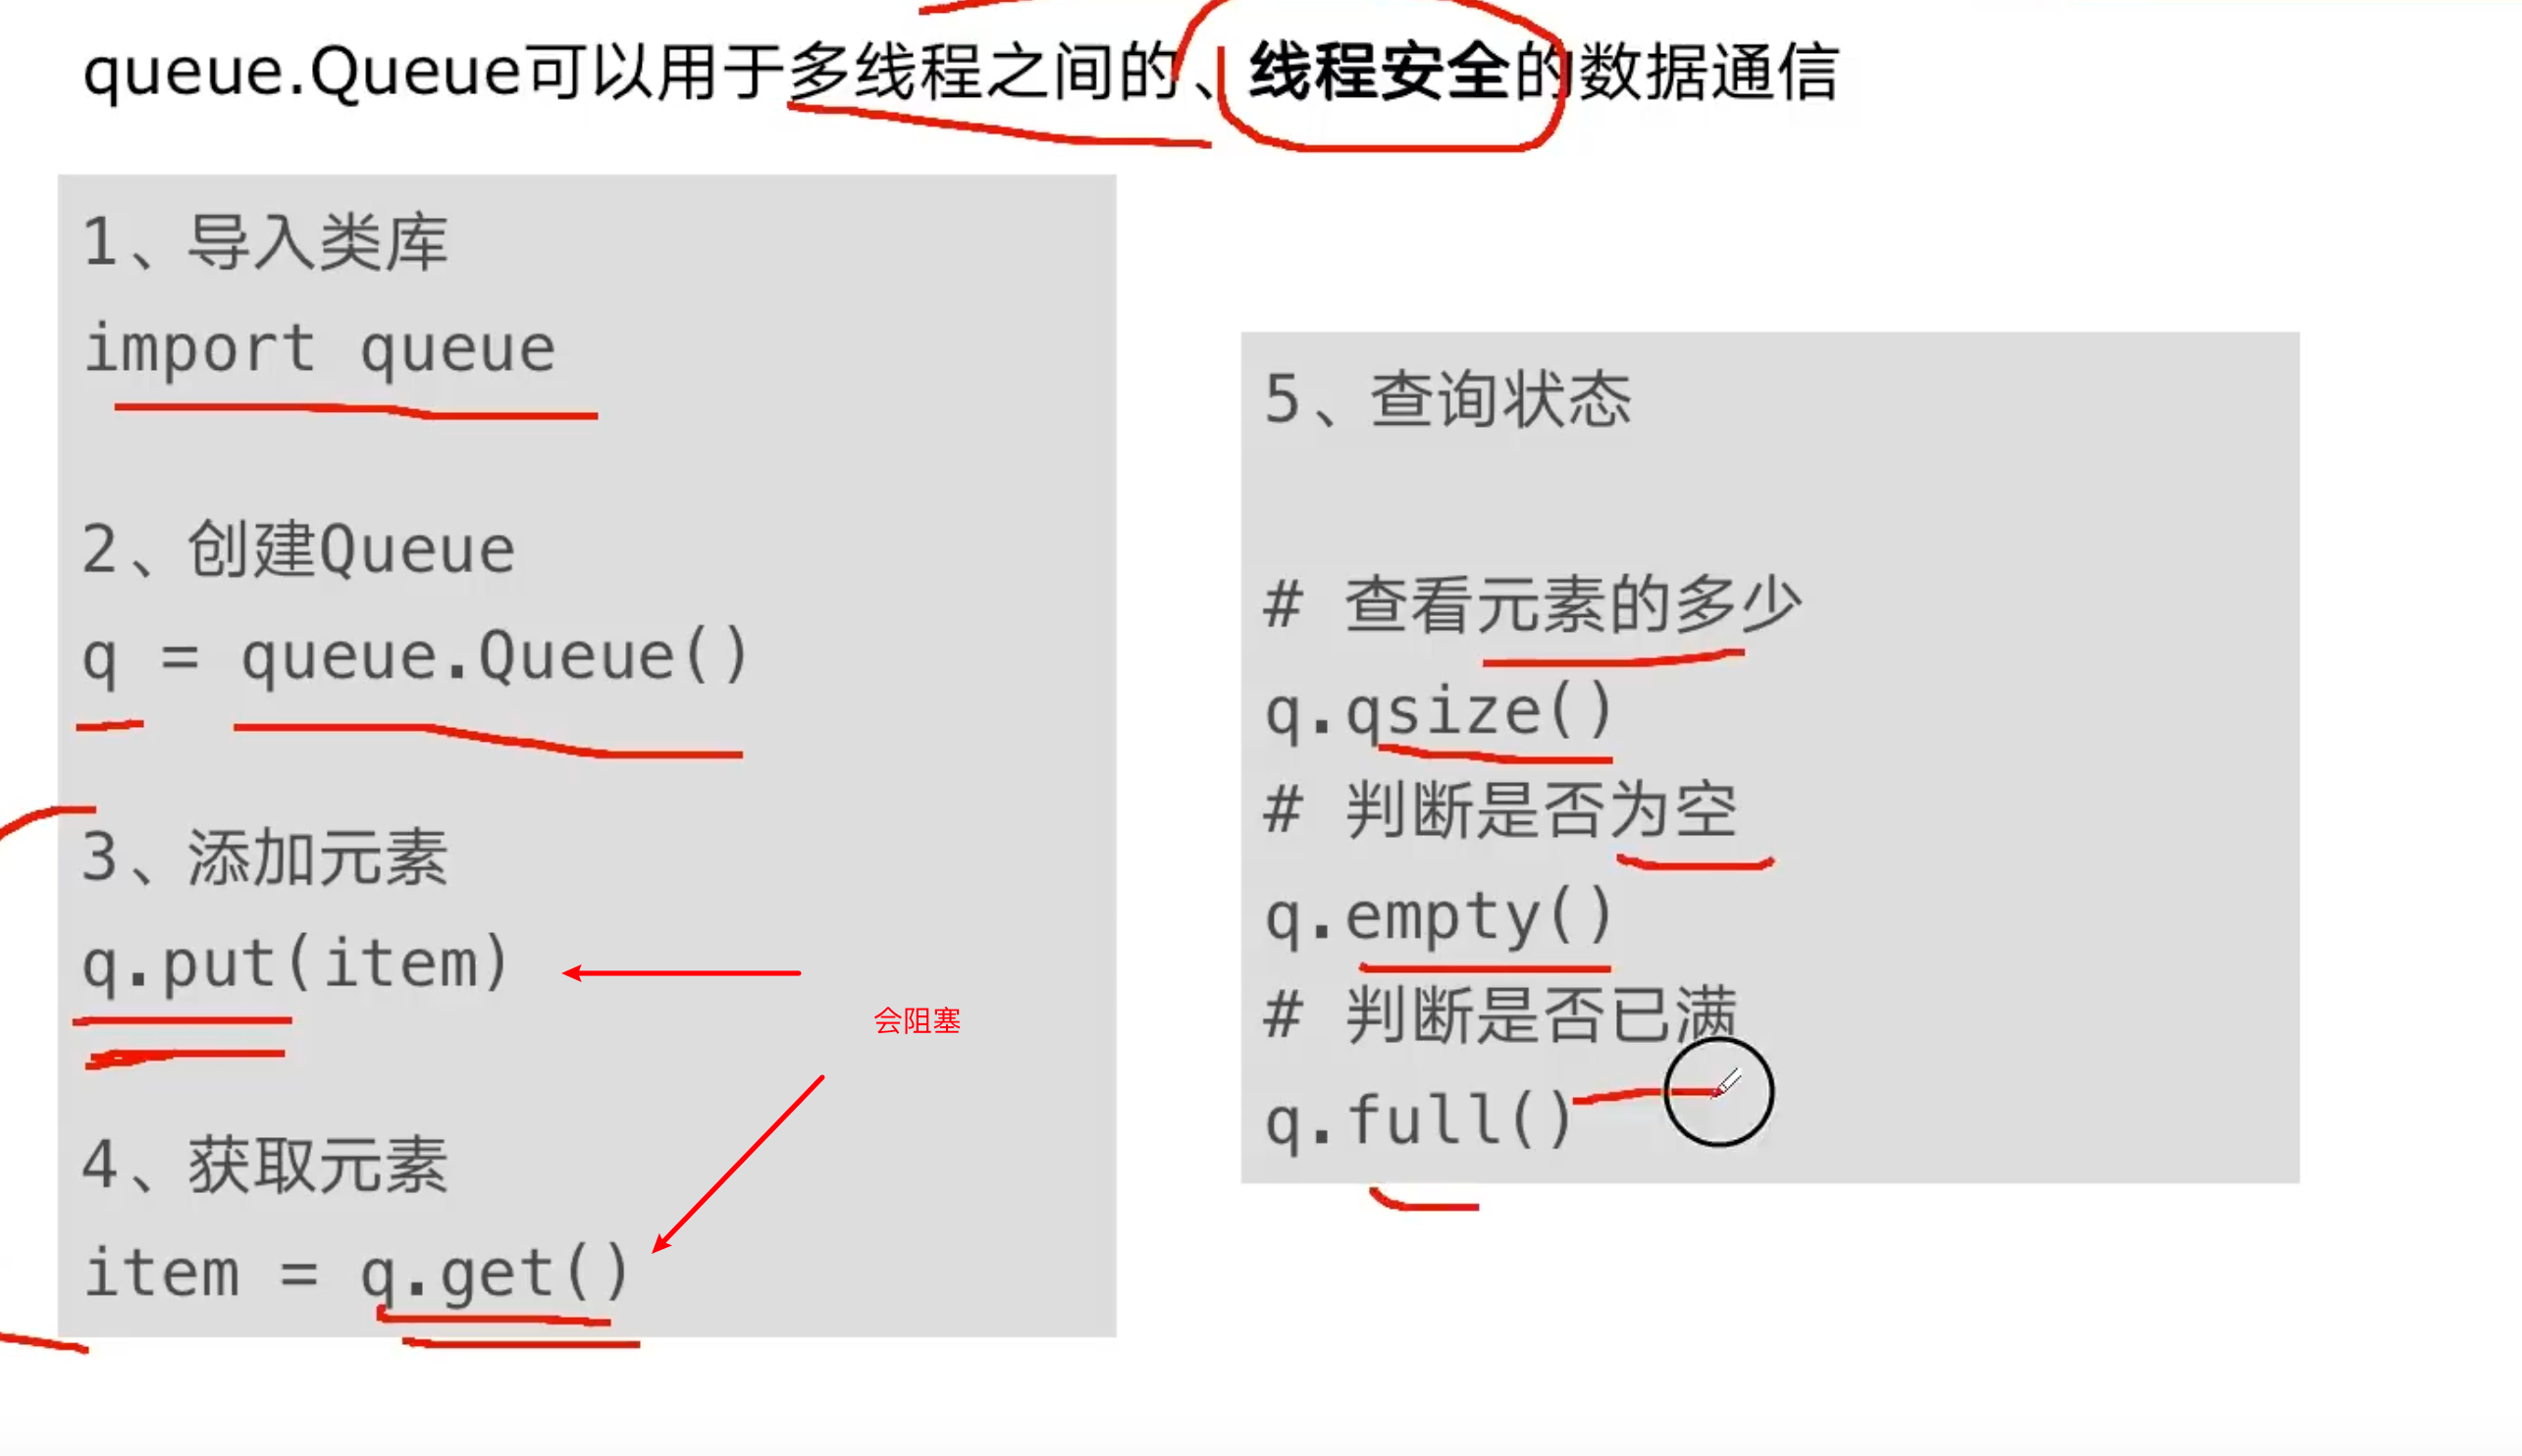 queue.Queue可以用于多线程之间的、线程安全的数据通信
1、导入类库
import queue
2、创建Queue
q = queue.Queue()
3、添加元素
q.put(item)
会阻塞
4、获取元素
item = q.get()
5、查询状态
# 查看元素的多少
q.qsize()
# 判断是否为空
q.empty()
# 判断是否已满
q.full()